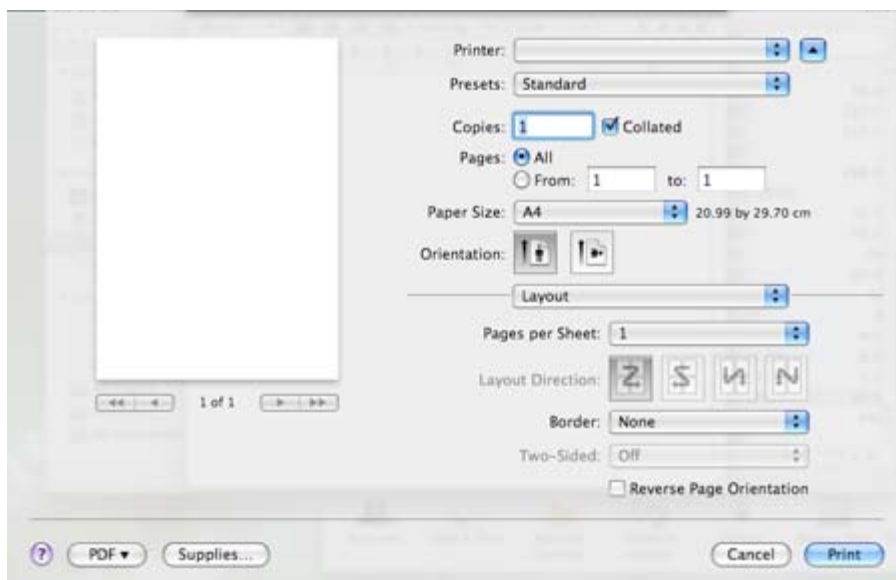 Printer:
Presets: Standard
Copies: 1 Collated
Pages: All
From: 1 to: 1
Paper Size: A4 20.99 by 29.70 cm
Orientation:
Layout
Pages per Sheet: 1
Layout Direction:
1 of 1
Border: None
Two-Sided: Off
Reverse Page Orientation
? PDF Supplies... Cancel Print